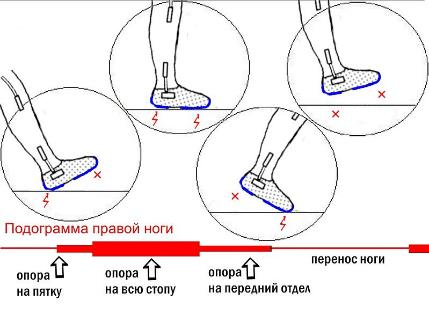 Подограмма правой ноги
опора
на пятку
опора
на всю стопу
опора
на передний отдел
перенос ноги